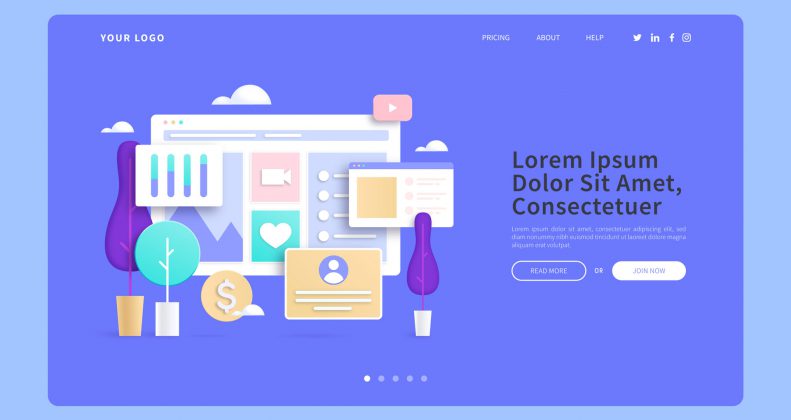 YOUR LOGO
PRICING ABOUT HELP
$
Lorem Ipsum
Dolor Sit Amet,
Consectetuer
Lorem ipsum dolor sit amet, consectetuer adipiscing elit,
sed diam nonummy nibh euismod tincidunt ut
laoreet dolore magna
aliquam erat volutpat.
READ MORE OR JOIN NOW